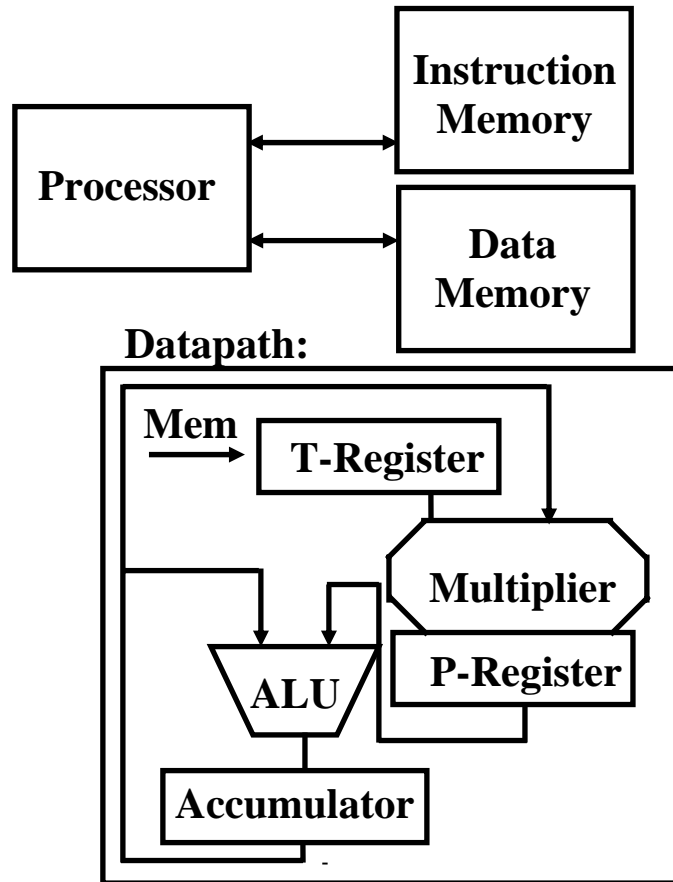 Instruction
Memory
Processor
Data
Memory
Datapath:
Mem
T-Register
Multiplier
ALU
P-Register
Accumulator
-